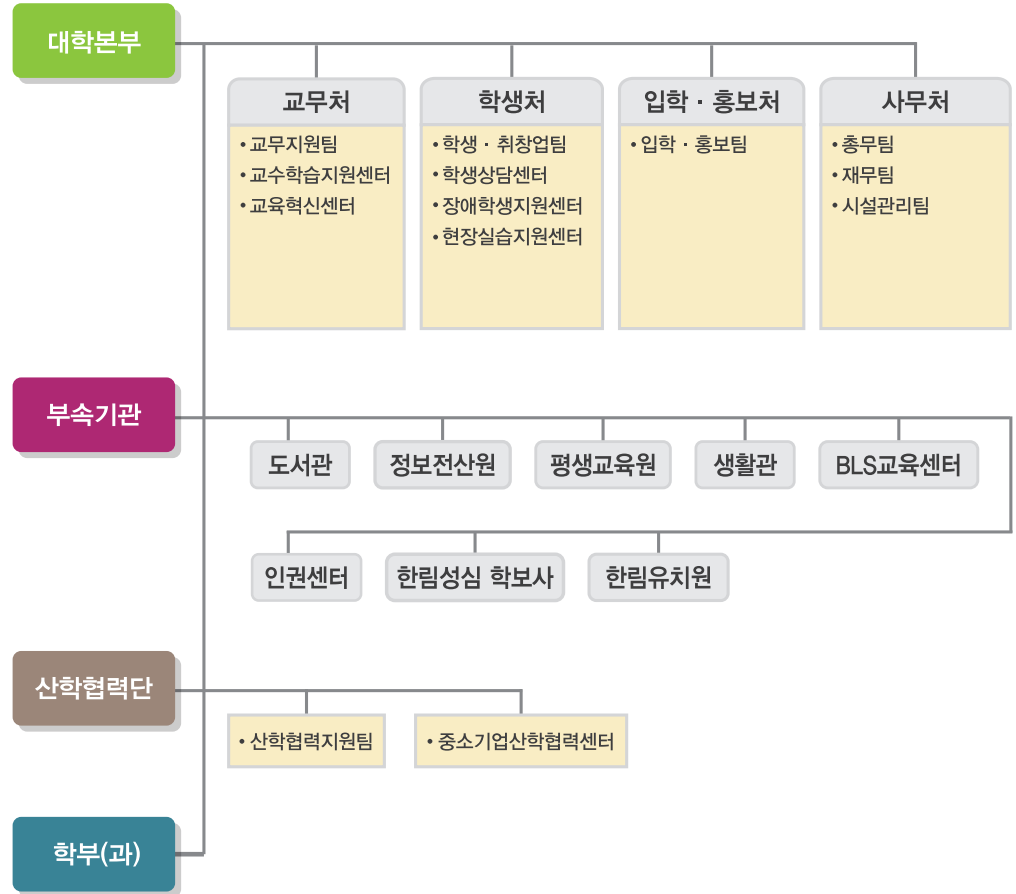 대학본부
교무처
• 교무지원팀
• 교수학습지원센터
• 교육혁신센터
학생처
• 학생 · 취창업팀
• 학생상담센터
• 장애학생지원센터
• 현장실습지원센터
입학 · 홍보처
• 입학 · 홍보팀
사무처
• 총무팀
• 재무팀
• 시설관리팀
부속기관
도서관
정보전산원
평생교육원
생활관
BLS교육센터
인권센터
한림성심 학보사
한림유치원
산학협력단
• 산학협력지원팀
• 중소기업산학협력센터
학부(과)